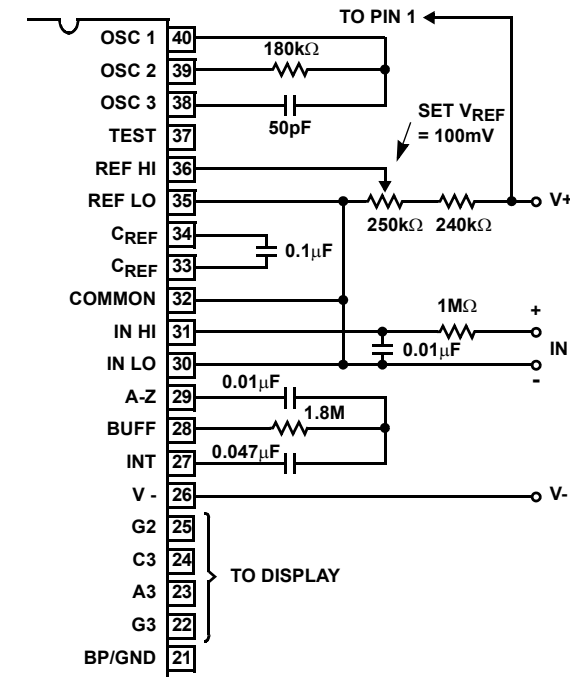 TO PIN 1
OSC 1 40
180kΩ
OSC 2 39
OSC 3 38
50pF
SET VREF
= 100mV
TEST 37
REF HI 36
REF LO 35
V+
250kΩ 240kΩ
CREF 34
0.1µF
CREF 33
COMMON 32
1MΩ
+
IN HI 31
0.01µF
IN
IN LO 30
-
0.01µF
A-Z 29
1.8M
BUFF 28
0.047µF
INT 27
V - 26
V-
G2 25
C3 24
TO DISPLAY
A3 23
G3 22
BP/GND 21